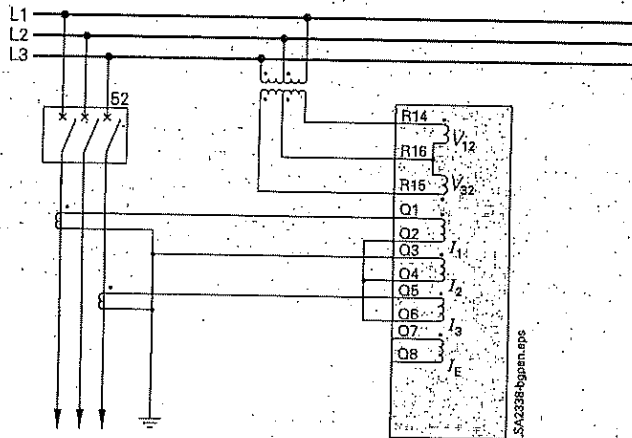 L1
L2
L3
52
R14
V12
R16
R15
V32
Q1
Q2
I1
Q3
Q4
I2
Q5
Q6
I3
Q7
Q8
IE
LSA2338-bgpen.eps